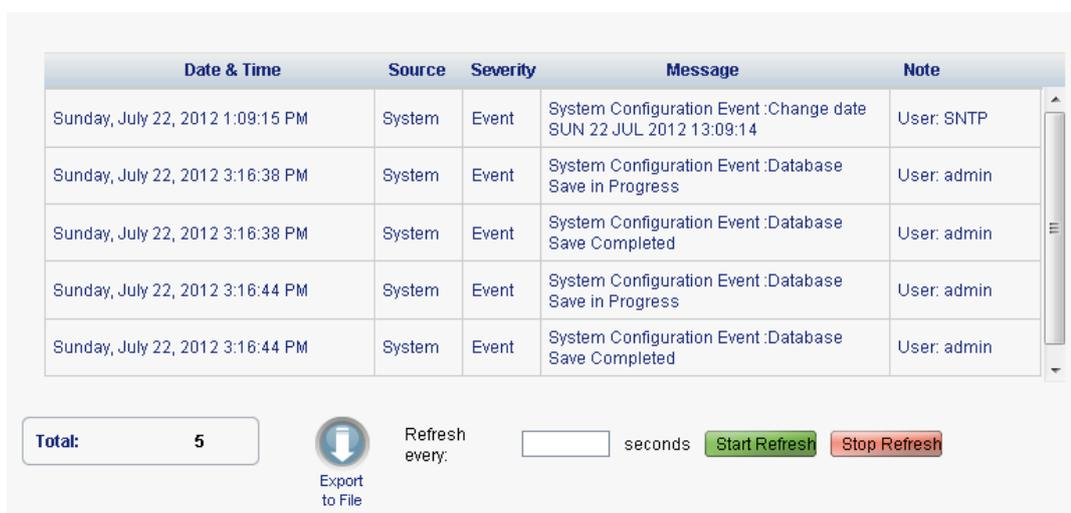 Date & Time Source Severity Message Note
Sunday, July 22, 2012 1:09:15 PM System Event System Configuration Event :Change date User: SNTP
SUN 22 JUL 2012 13:09:14
Sunday, July 22, 2012 3:16:38 PM System Event System Configuration Event :Database User: admin
Save in Progress
Sunday, July 22, 2012 3:16:38 PM System Event System Configuration Event :Database User: admin
Save Completed
Sunday, July 22, 2012 3:16:44 PM System Event System Configuration Event :Database User: admin
Save in Progress
Sunday, July 22, 2012 3:16:44 PM System Event System Configuration Event :Database User: admin
Save Completed
Total: 5
Export
to File
Refresh
every:
seconds Start Refresh Stop Refresh